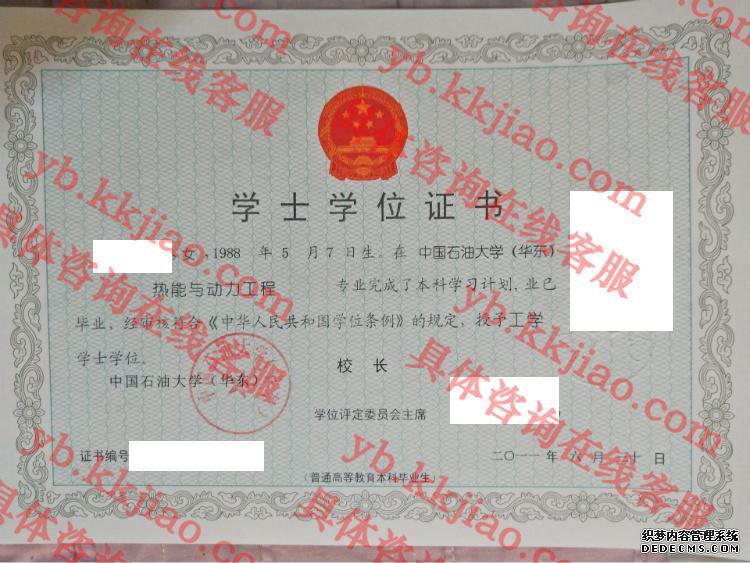 学士学位证书
女,1988 年 5 月 7 日生。在 中国石油大学(华东)
热能与动力工程 专业完成了本科学习计划,业已
毕业,经审核符合《中华人民共和国学位条例》的规定,授予工学
学士学位。
中国石油大学(华东)
校 长
学位评定委员会主席
证书编号
二〇一一 年 六 月 三十 日
(普通高等教育本科毕业生)
具体咨询在线客服
yb.kkjiao.com
织梦内容管理系统
DEDECMS.COM